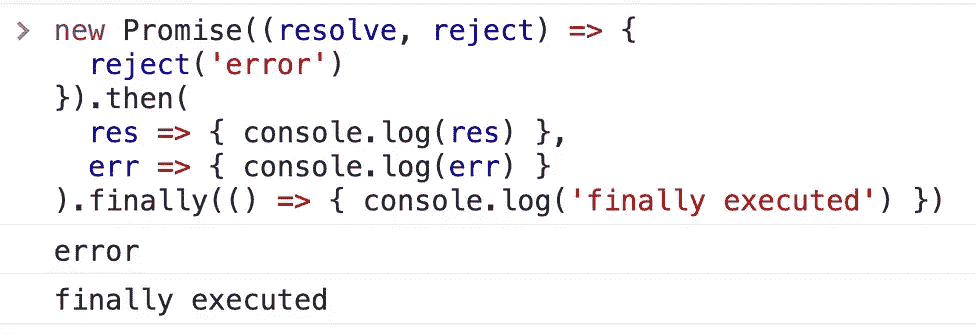 > new Promise((resolve, reject) => {
  reject('error')
}).then(
  res => { console.log(res) },
  err => { console.log(err) }
).finally(() => { console.log('finally executed') })
error
finally executed